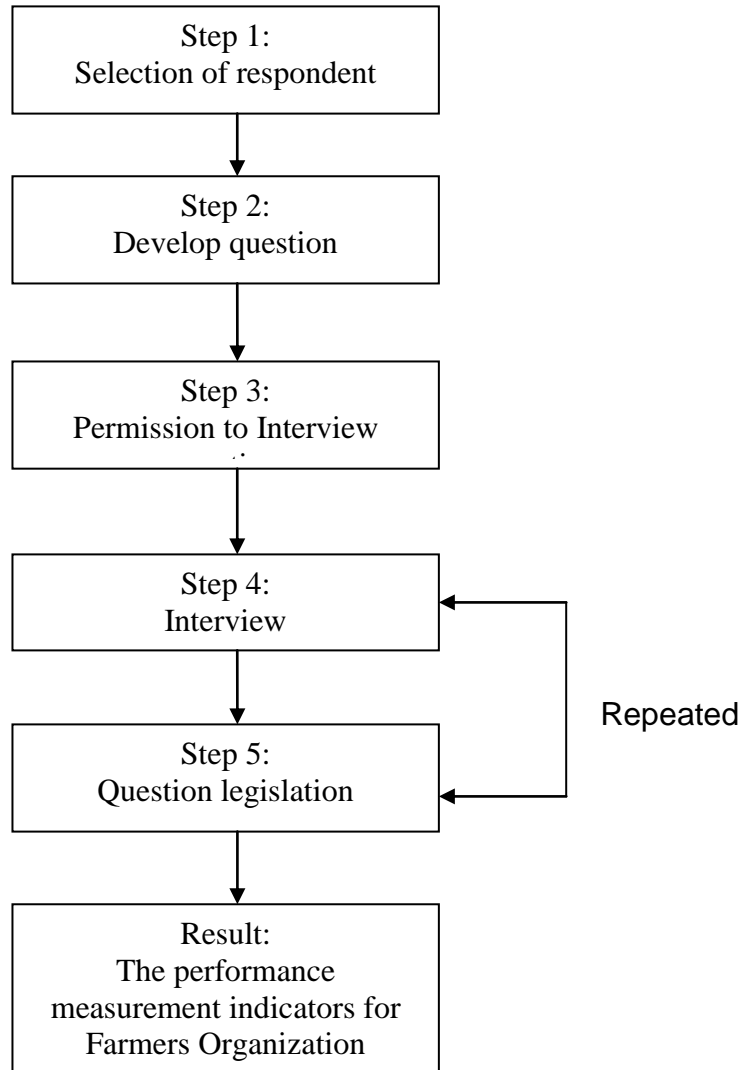 Step 1:
Selection of respondent
Step 2:
Develop question
Step 3:
Permission to Interview
Step 4:
Interview
Repeated
Step 5:
Question legislation
Result:
The performance
measurement indicators for
Farmers Organization